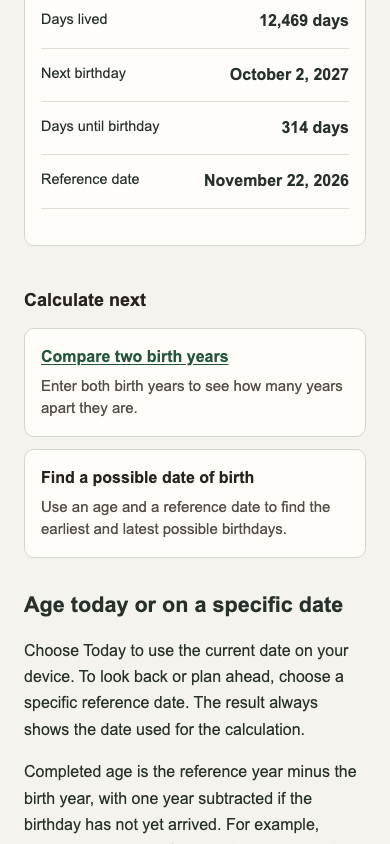 Days lived 12,469 days
Next birthday October 2, 2027
Days until birthday 314 days
Reference date November 22, 2026
Calculate next
Compare two birth years
Enter both birth years to see how many years
apart they are.
Find a possible date of birth
Use an age and a reference date to find the
earliest and latest possible birthdays.
Age today or on a specific date
Choose Today to use the current date on your
device. To look back or plan ahead, choose a
specific reference date. The result always
shows the date used for the calculation.
Completed age is the reference year minus the
birth year, with one year subtracted if the
birthday has not yet arrived. For example,